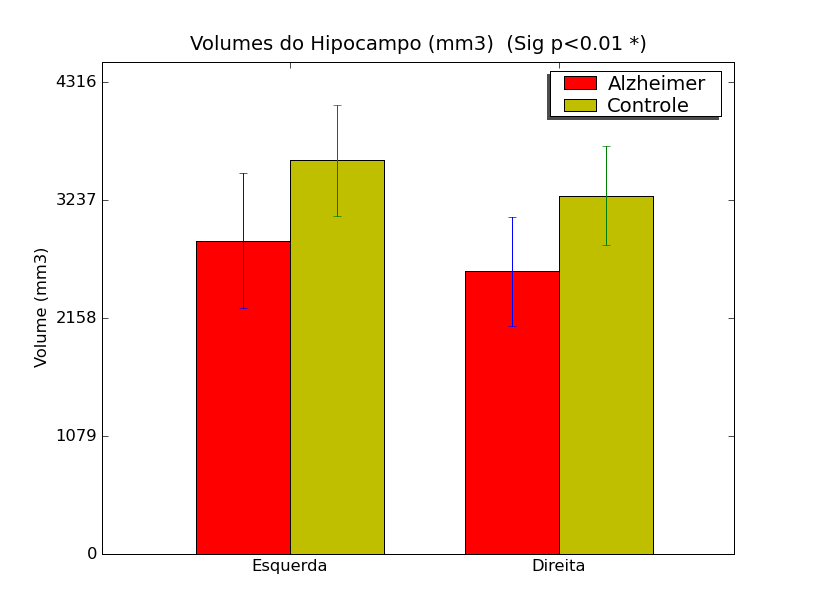 Volumes do Hipocampo (mm3)  (Sig p<0.01 *)
Alzheimer
Controle
4316
3237
2158
1079
0
Volume (mm3)
Esquerda
Direita